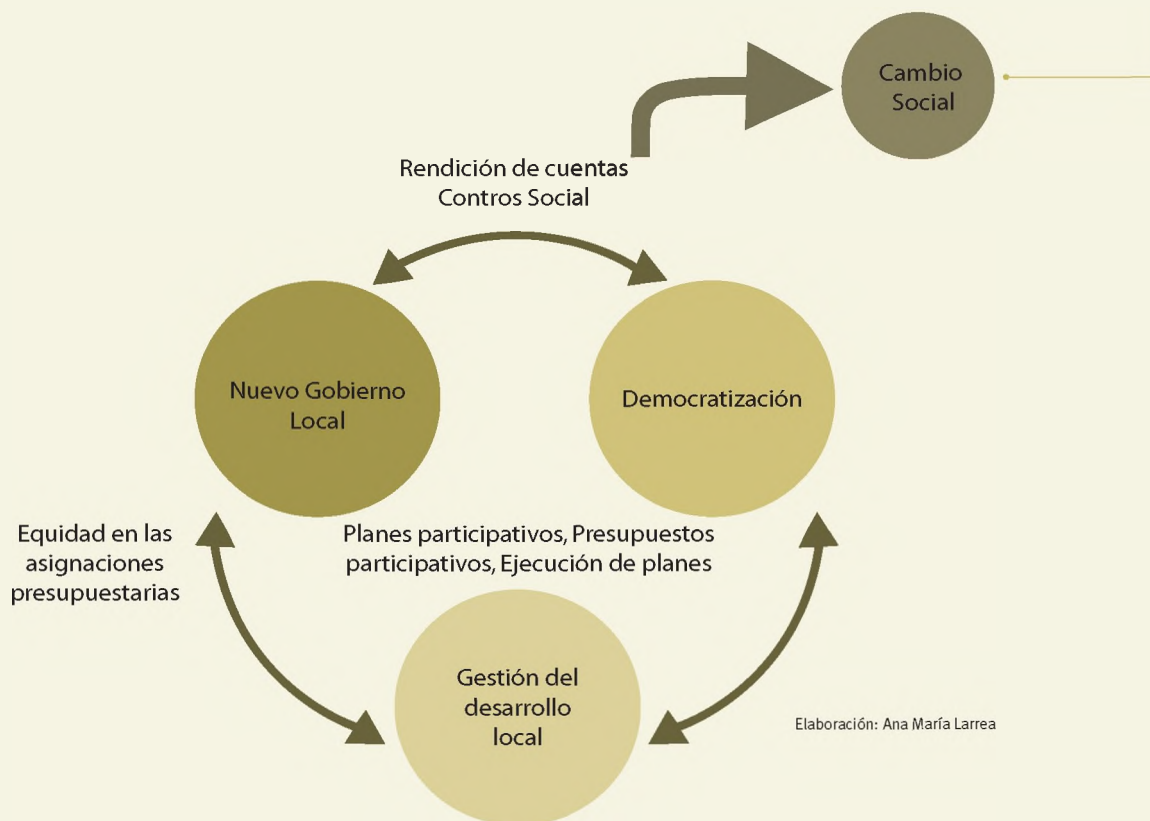 Cambio
Social
Rendición de cuentas
Contros Social
Nuevo Gobierno
Local
Democratización
Equidad en las
asignaciones
presupuestarias
Planes participativos, Presupuestos
participativos, Ejecución de planes
Gestión del
desarrollo
local
Elaboración: Ana María Larrea